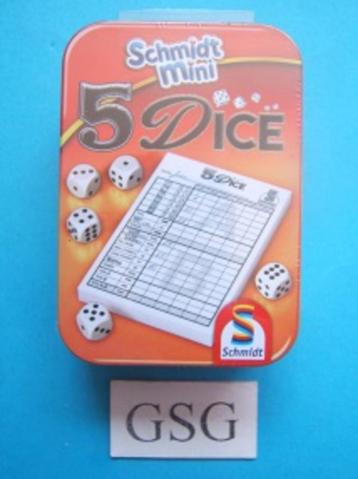 Schmidt
mini
5 DICE
5 DICE
S
Schmidt
GSG